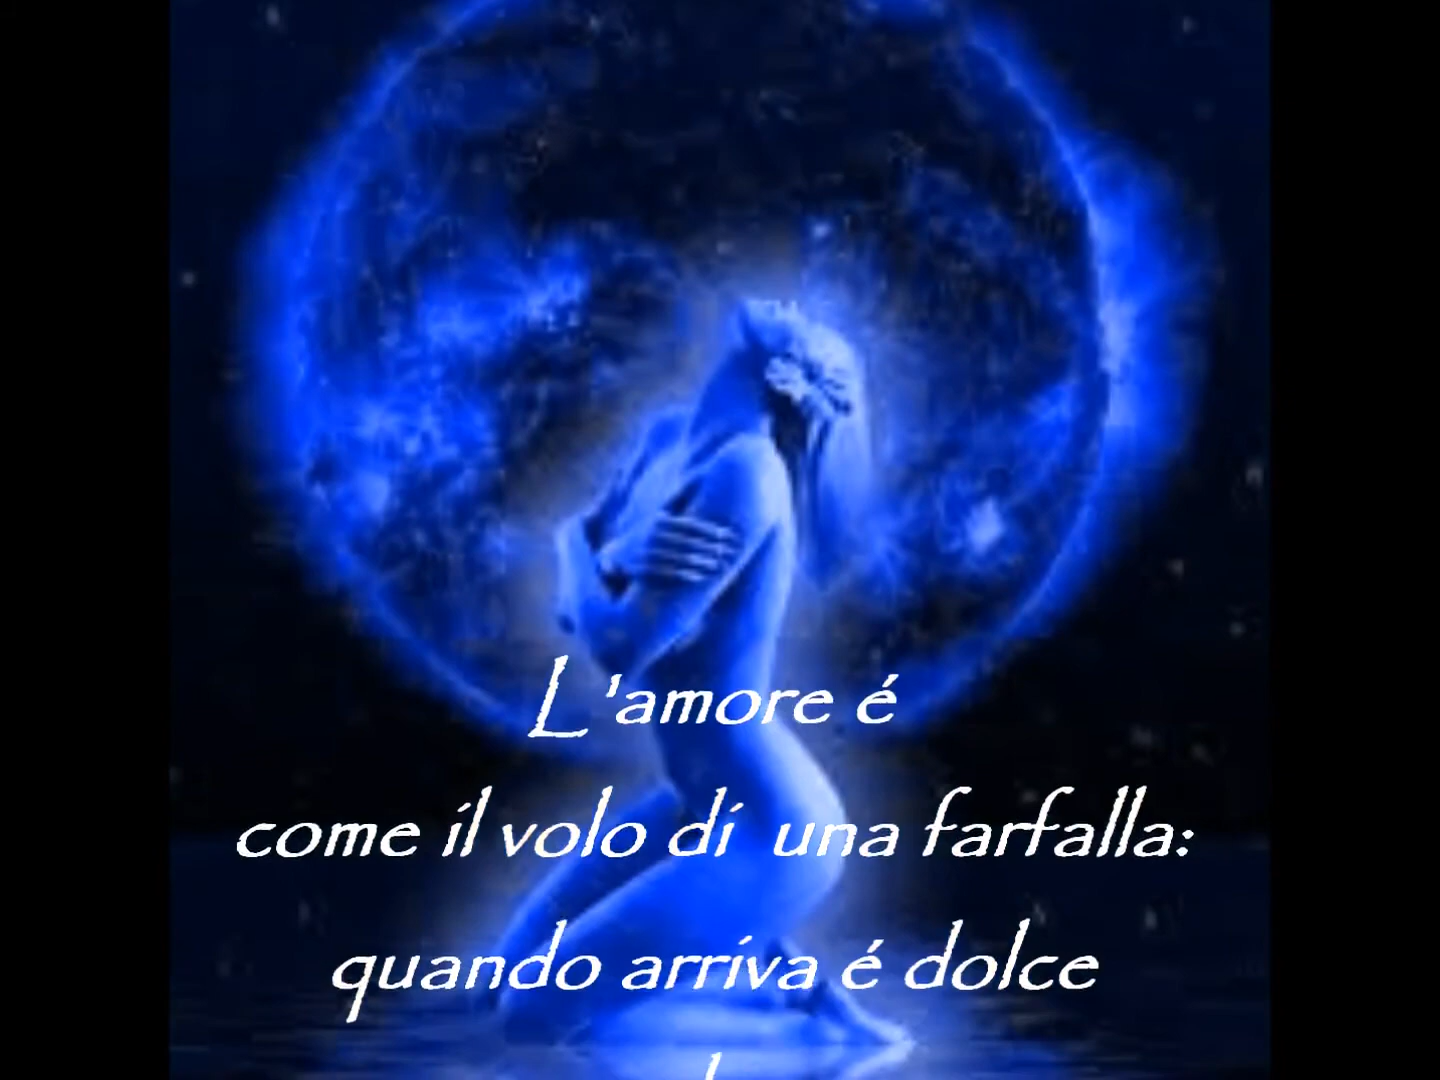 L'amore é
come il volo di una farfalla:
quando arriva é dolce